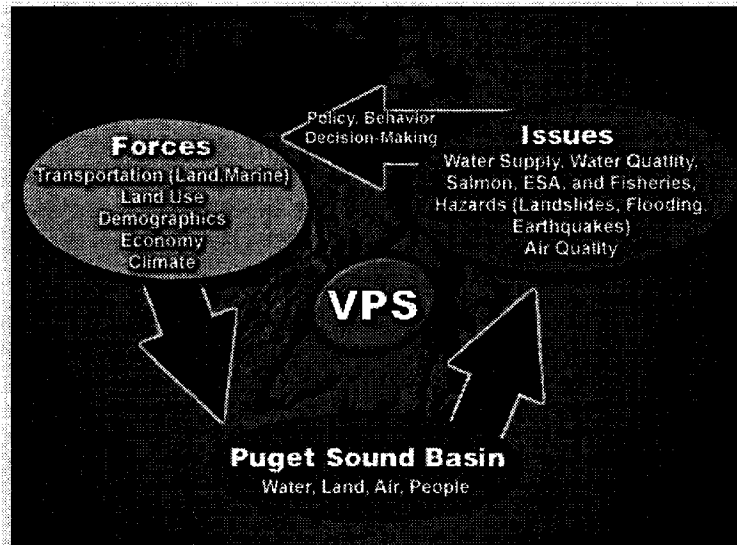 Policy, Behavior
Decision-Making
Forces
Transportation (Land,Marine)
Land Use
Demographics
Economy
Climate
Issues
Water Supply, Water Quatlity,
Salmon, ESA, and Fisheries,
Hazards (Landslides, Flooding,
Earthquakes)
Air Quality
VPS
Puget Sound Basin
Water, Land, Air, People